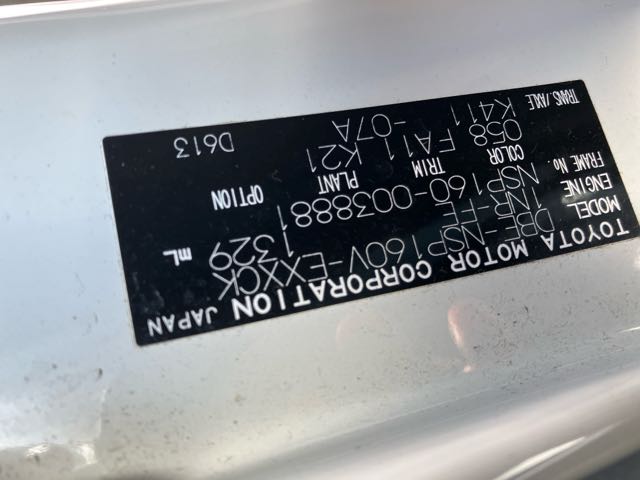 TOYOTA MOTOR CORPORATION JAPAN
MODEL DBE-NSP160V-EXXCK
ENGINE 1NR-FE 1329 mL
FRAME No NSP160-0038881
COLOR TRIM PLANT OPTION
058 FA11 K21
TRANS/AXLE K411 -07A D613